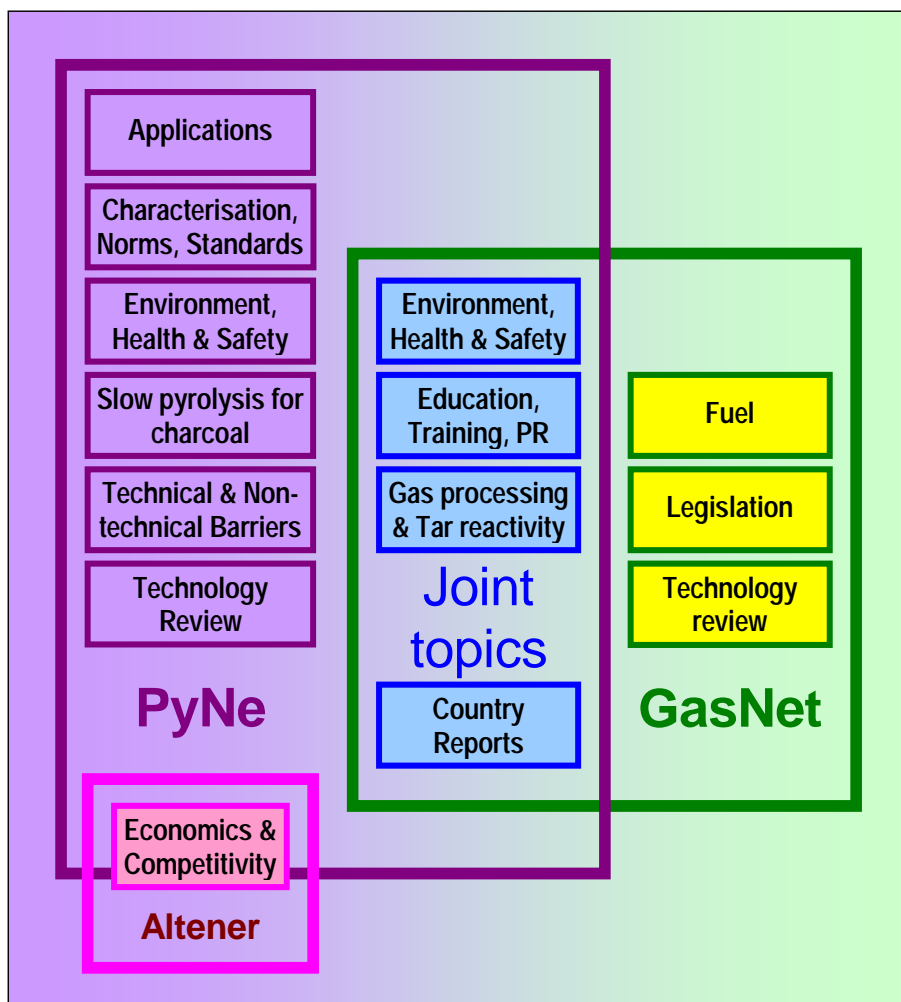 Applications
Characterisation,
Norms, Standards
Environment,
Health & Safety
Slow pyrolysis for
charcoal
Technical & Non-
technical Barriers
Technology
Review
PyNe
Economics &
Competitivity
Altener
Environment,
Health & Safety
Education,
Training, PR
Gas processing
& Tar reactivity
Joint
topics
Country
Reports
Fuel
Legislation
Technology
review
GasNet